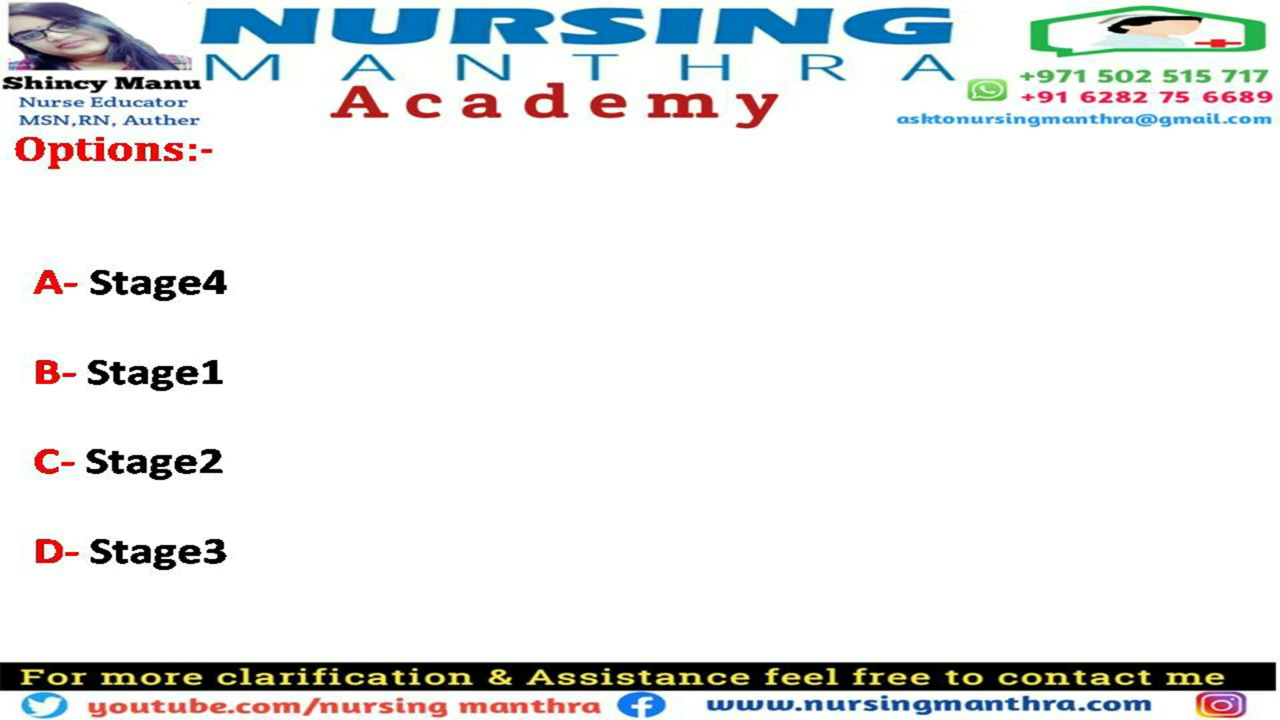 NURSING
MANTHRA
Academy
Shincy Manu
Nurse Educator
MSN,RN, Auther
+971 502 515 717
+91 6282 75 6689
asktonursingmanthra@gmail.com
Options:-
A- Stage4
B- Stage1
C- Stage2
D- Stage3
For more clarification & Assistance feel free to contact me
youtube.com/nursing manthra
www.nursingmanthra.com